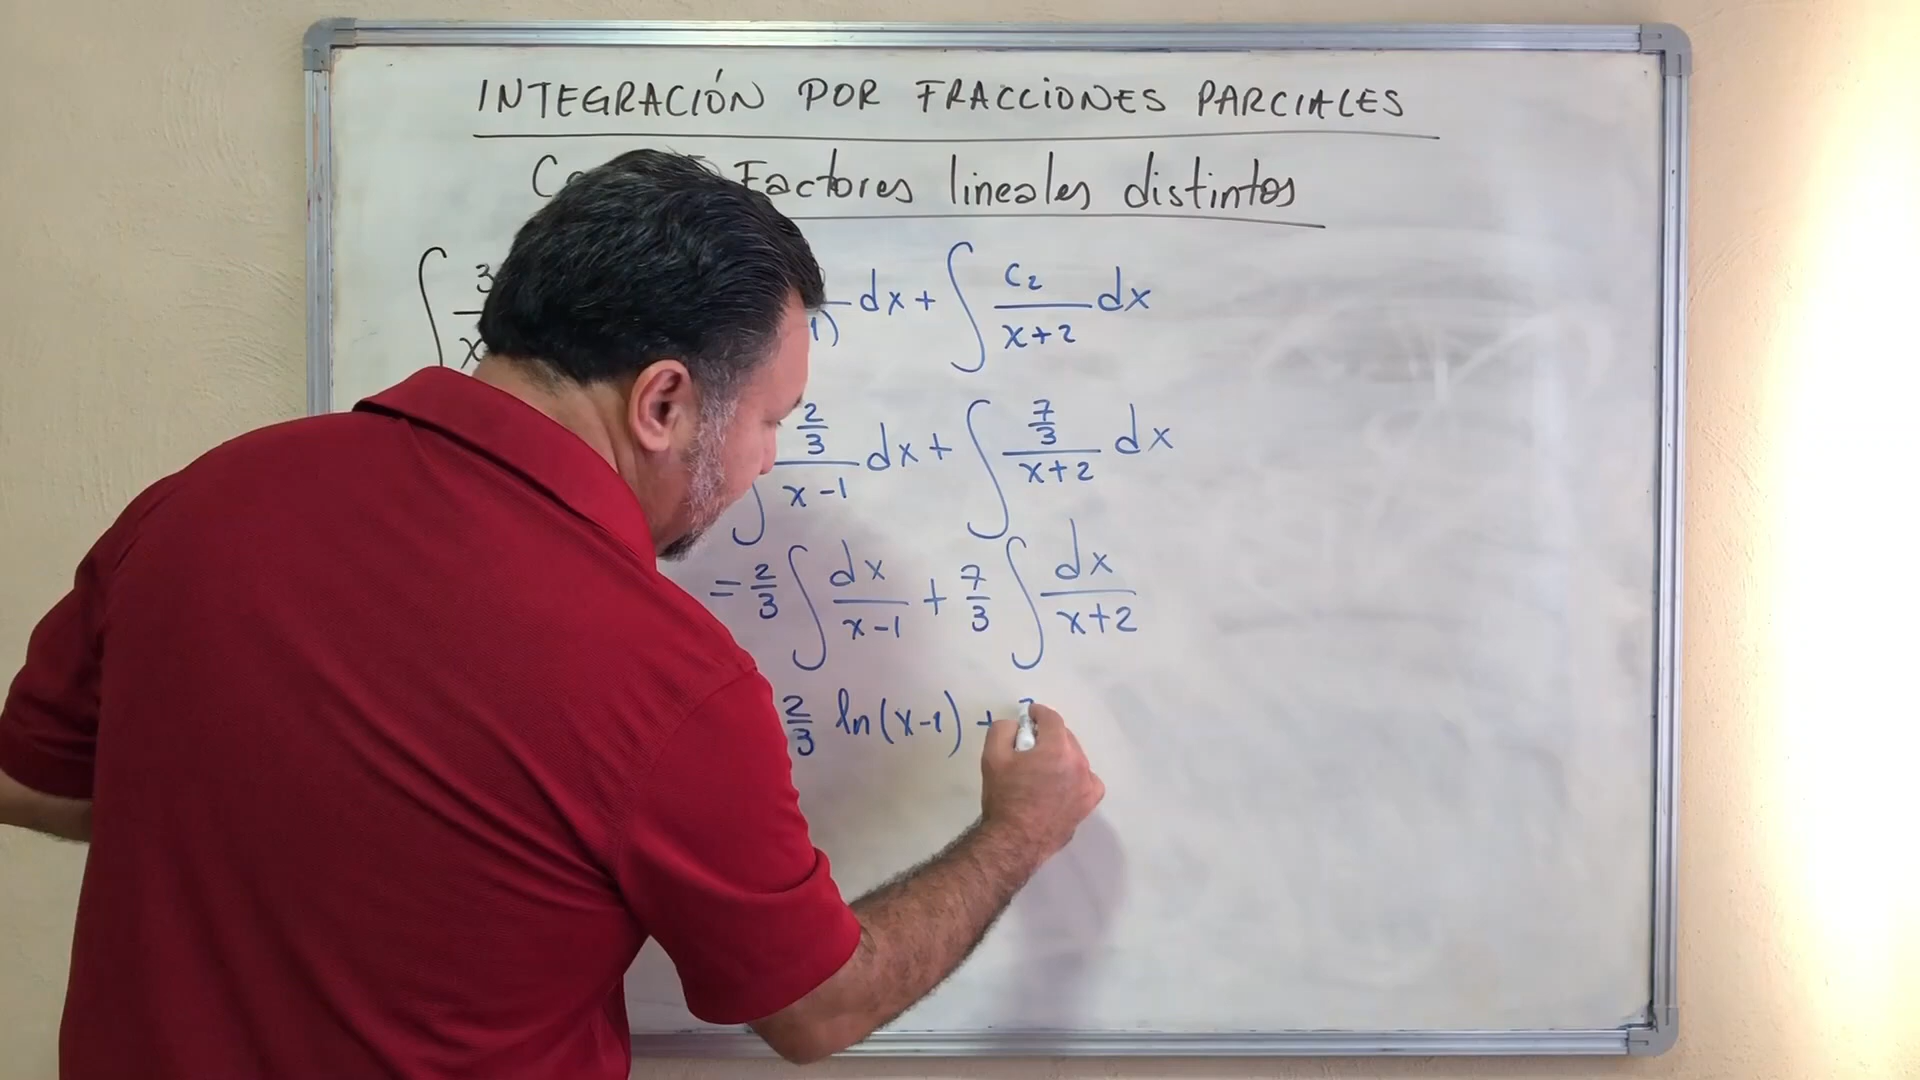 INTEGRACIÓN POR FRACCIONES PARCIALES
Factores lineales distintos
∫ 3 dx + ∫ C2/(x+2) dx
∫ (2/3)/(x-1) dx + ∫ (7/3)/(x+2) dx
= 2/3 ∫ dx/(x-1) + 7/3 ∫ dx/(x+2)
2/3 ln(x-1) +